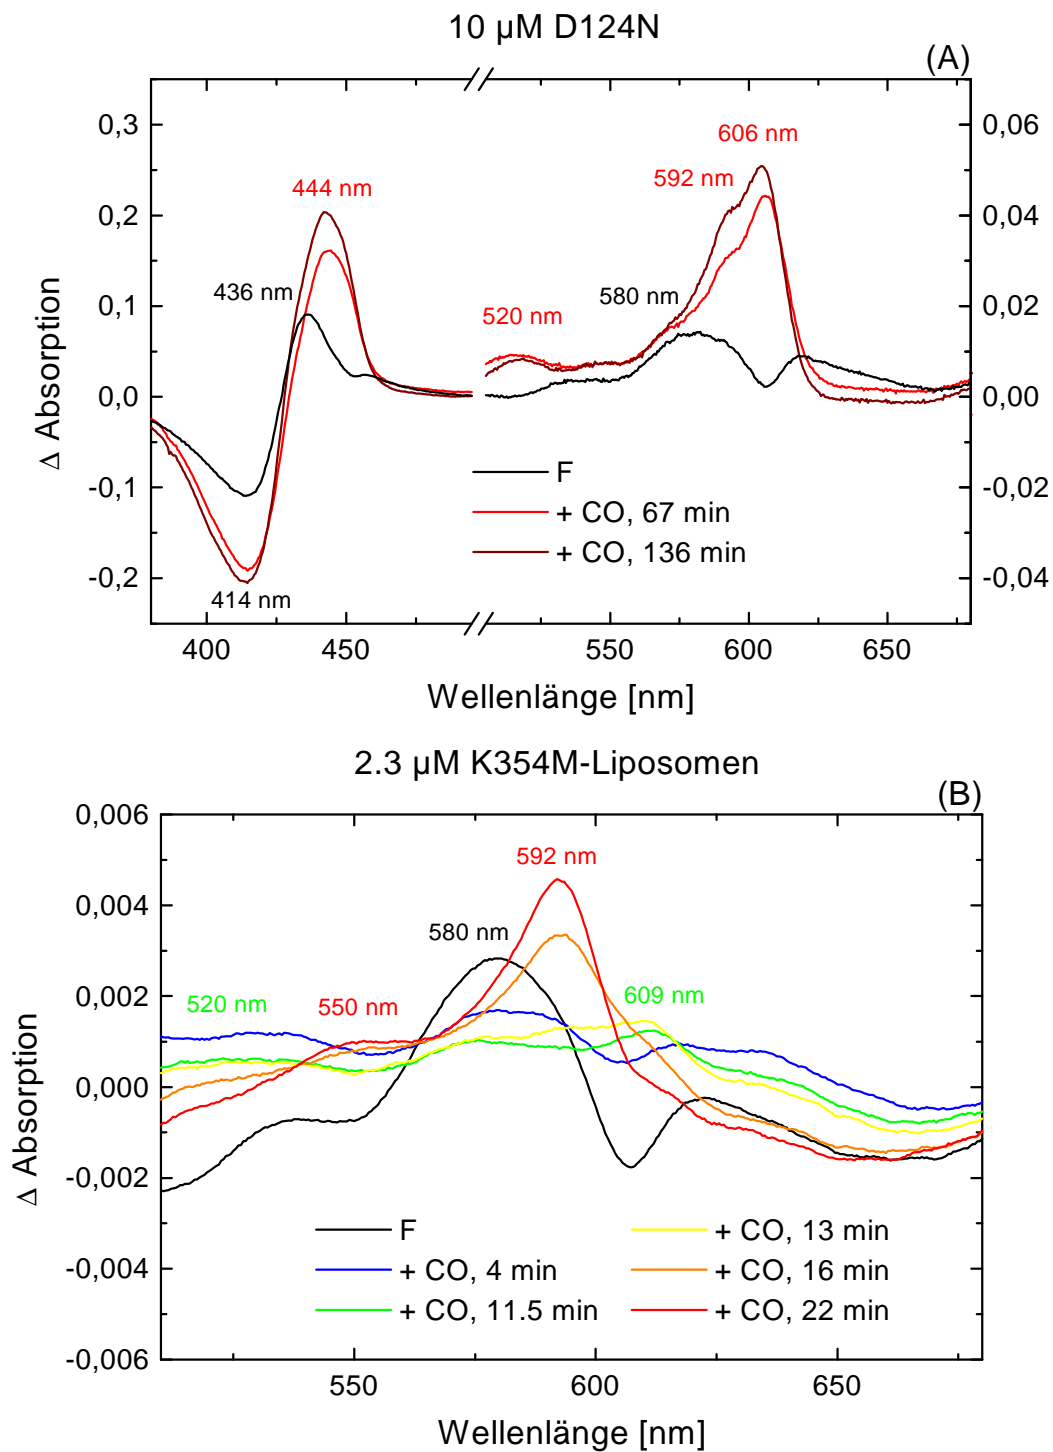 10 µM D124N
(A)
606 nm
592 nm
444 nm
436 nm
580 nm
520 nm
414 nm
0,3
0,2
0,1
0,0
-0,1
-0,2
0,06
0,04
0,02
0,00
-0,02
-0,04
Δ Absorption
F
+ CO, 67 min
+ CO, 136 min
400
450
550
600
650
Wellenlänge [nm]
2.3 µM K354M-Liposomen
(B)
592 nm
580 nm
520 nm
550 nm
609 nm
0,006
0,004
0,002
0,000
-0,002
-0,004
-0,006
Δ Absorption
F
+ CO, 4 min
+ CO, 11.5 min
+ CO, 13 min
+ CO, 16 min
+ CO, 22 min
550
600
650
Wellenlänge [nm]